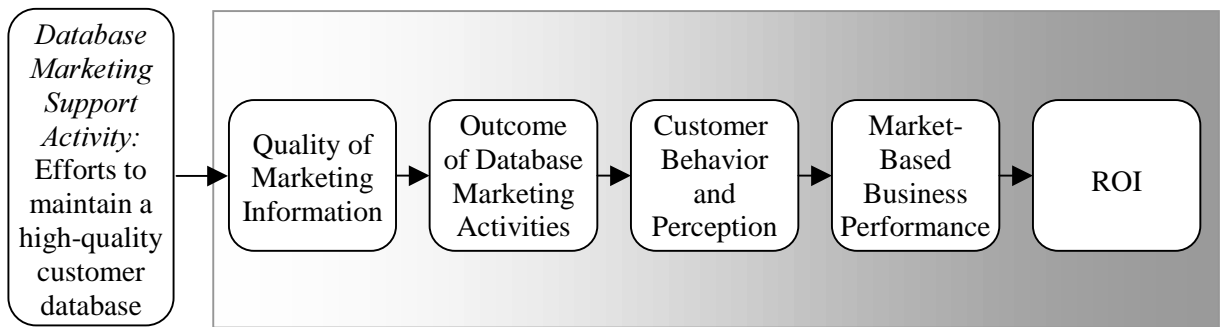 Database
Marketing
Support
Activity:
Efforts to
maintain a
high-quality
customer
database
Quality of
Marketing
Information
Outcome
of Database
Marketing
Activities
Customer
Behavior
and
Perception
Market-
Based
Business
Performance
ROI